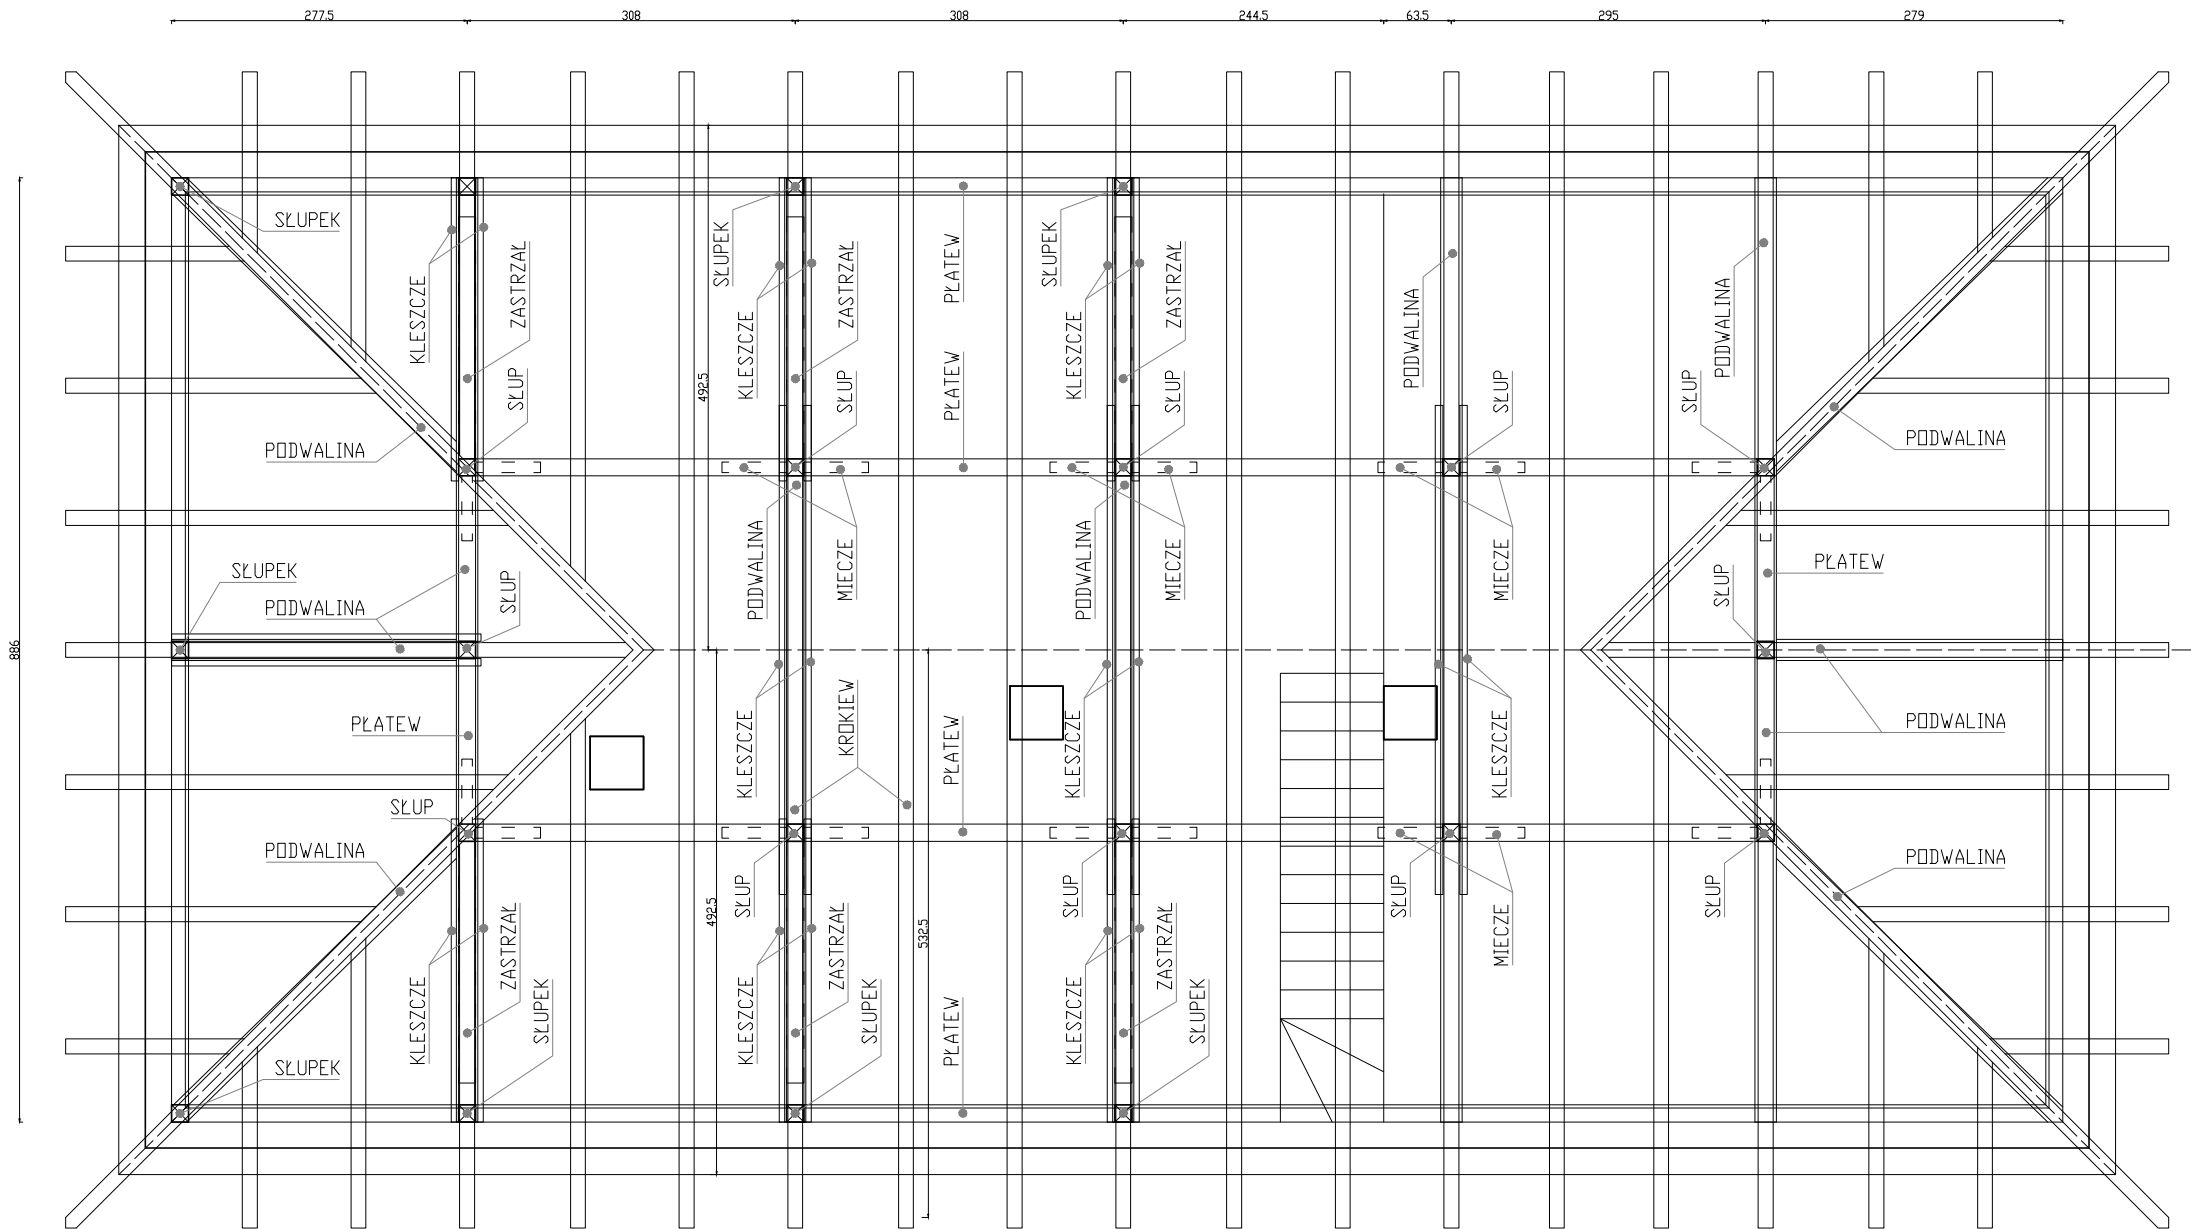 277.5
308
308
244.5
63.5
295
279
SŁUPEK
KLESZCZE
ZASTRZAŁ
SŁUPEK
KLESZCZE
ZASTRZAŁ
PŁATEW
SŁUPEK
KLESZCZE
ZASTRZAŁ
PODWALINA
PODWALINA
SŁUP
492.5
SŁUP
PŁATEW
SŁUP
SŁUP
SŁUP
PODWALINA
PODWALINA
PODWALINA
MIECZE
PODWALINA
MIECZE
MIECZE
SŁUPEK
PODWALINA
SŁUP
SŁUP
PŁATEW
886
PŁATEW
KLESZCZE
KROKIEW
PŁATEW
KLESZCZE
KLESZCZE
PODWALINA
SŁUP
PODWALINA
SŁUP
SŁUP
SŁUP
SŁUP
PODWALINA
492.5
532.5
KLESZCZE
ZASTRZAŁ
SŁUPEK
KLESZCZE
ZASTRZAŁ
SŁUPEK
PŁATEW
KLESZCZE
ZASTRZAŁ
SŁUPEK
MIECZE
SŁUPEK